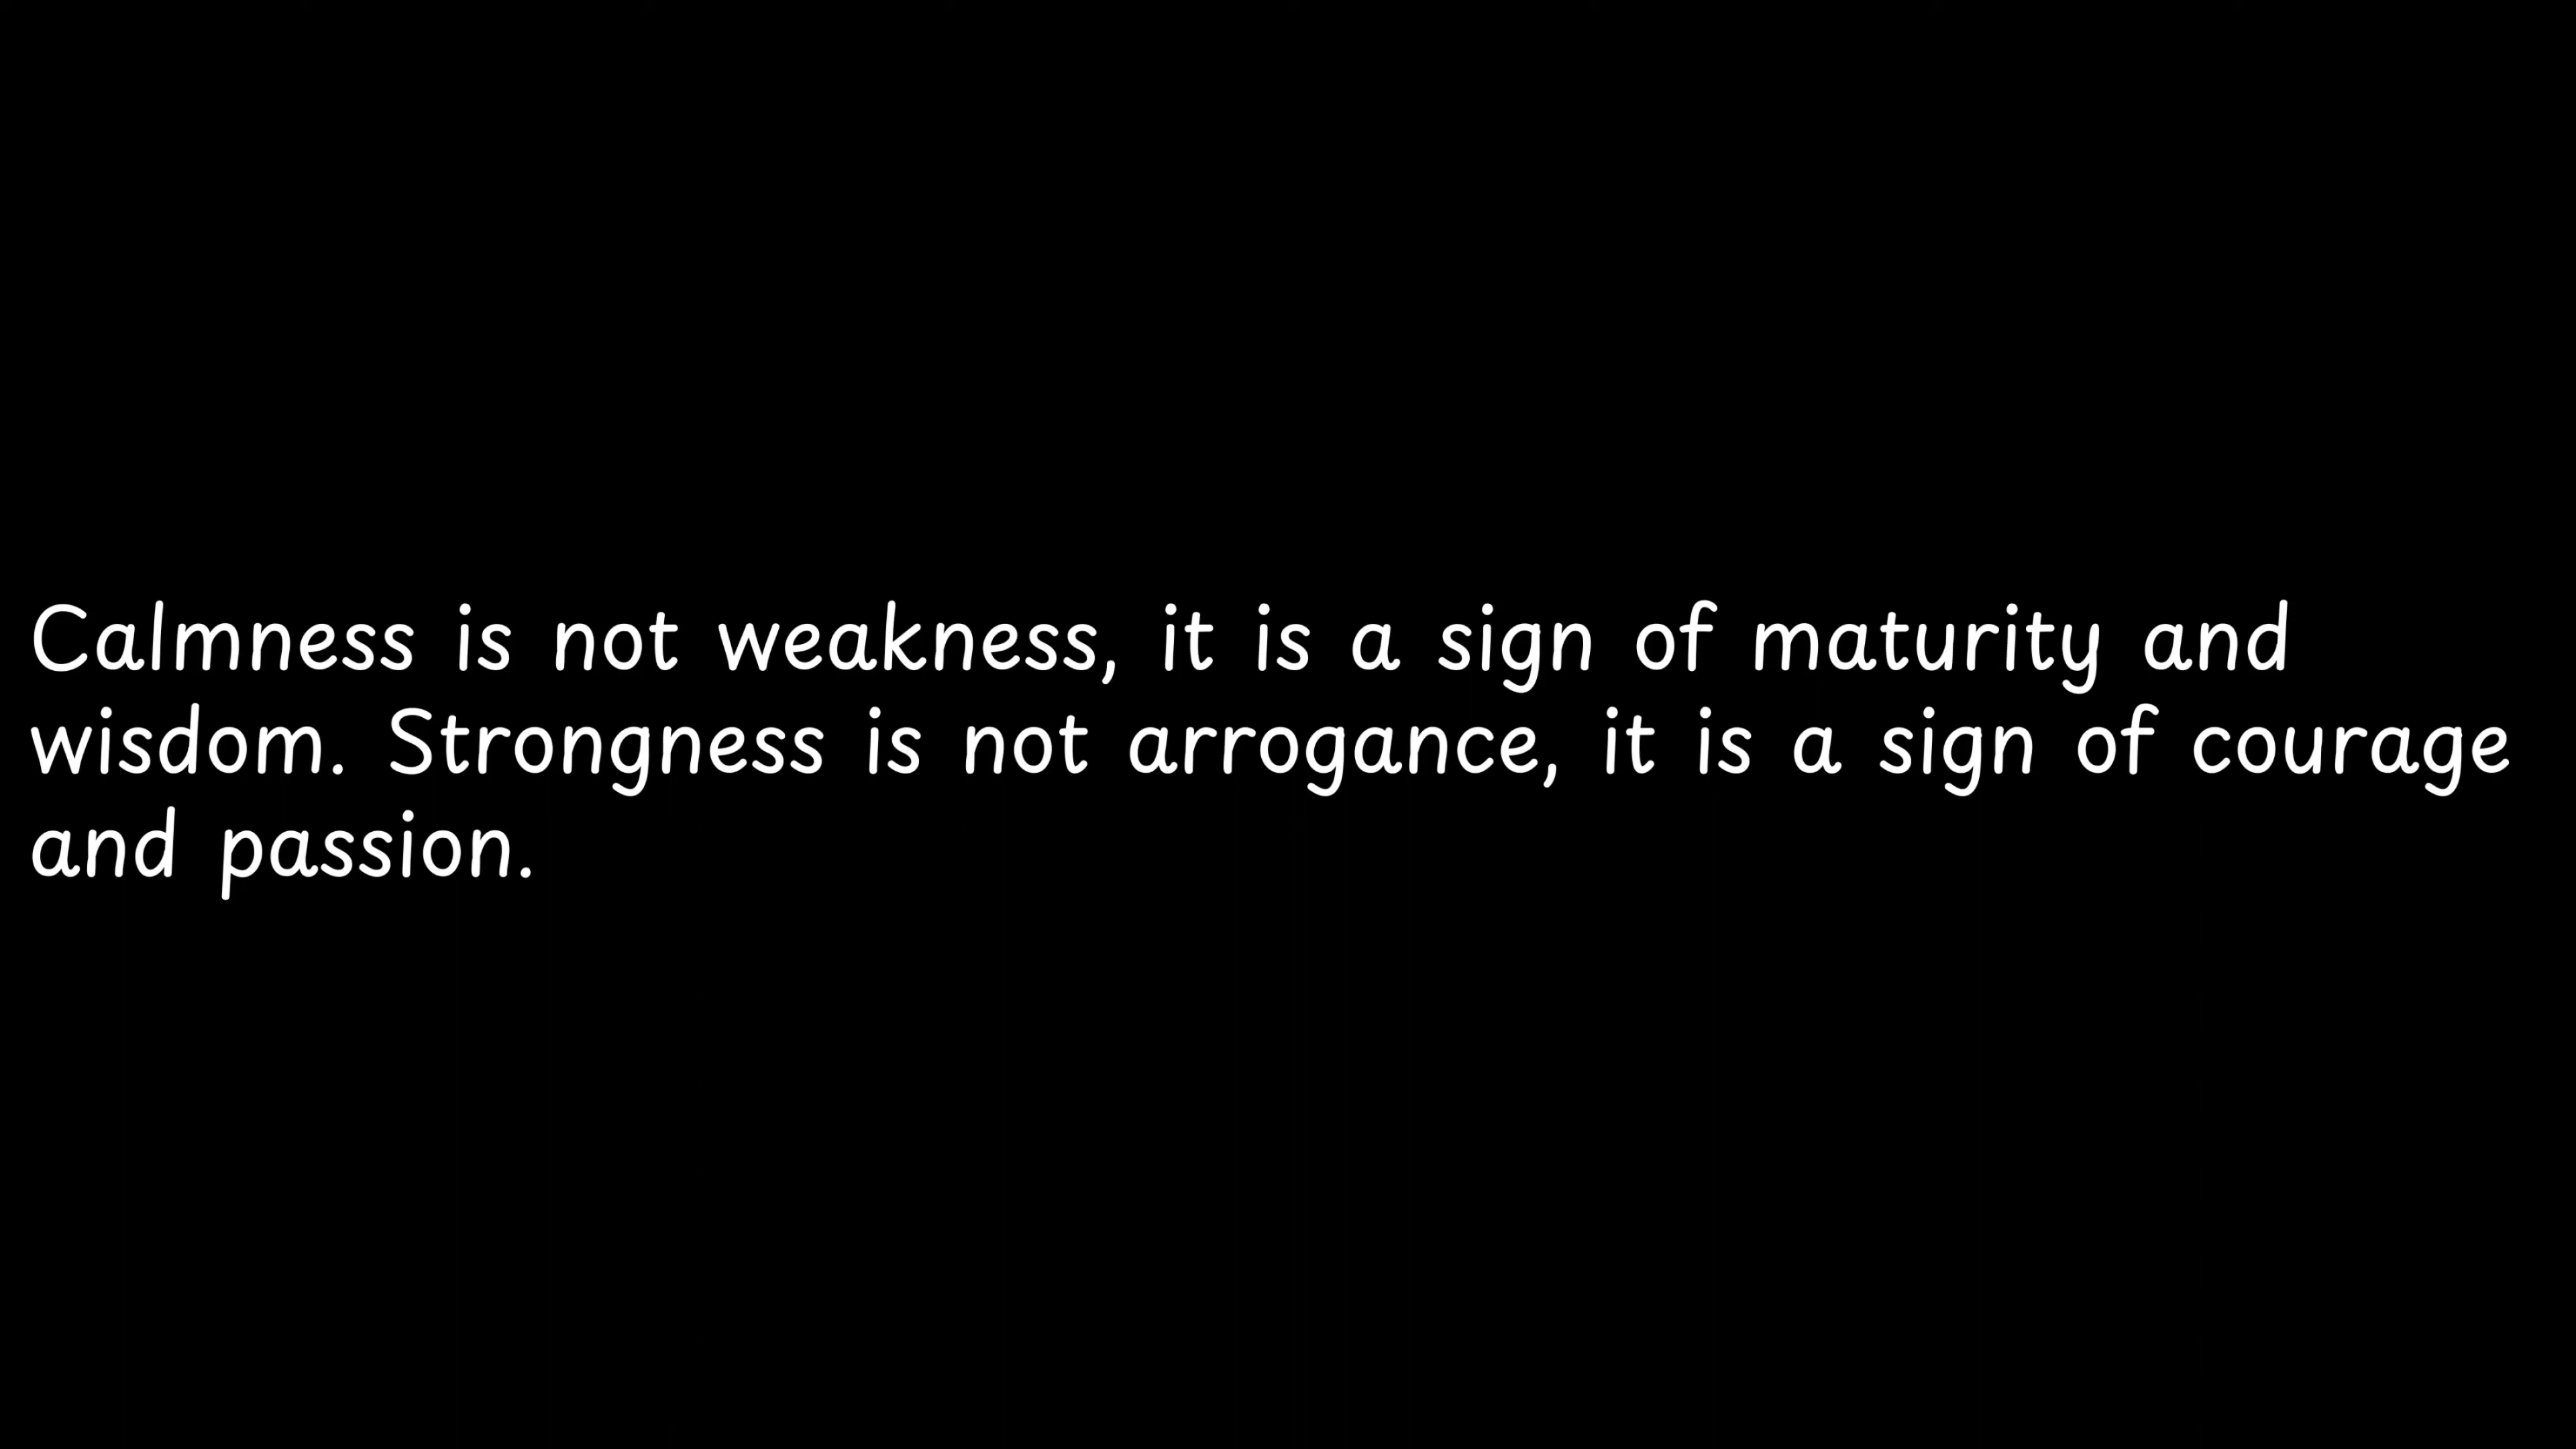 Calmness is not weakness, it is a sign of maturity and
wisdom. Strongness is not arrogance, it is a sign of courage
and passion.